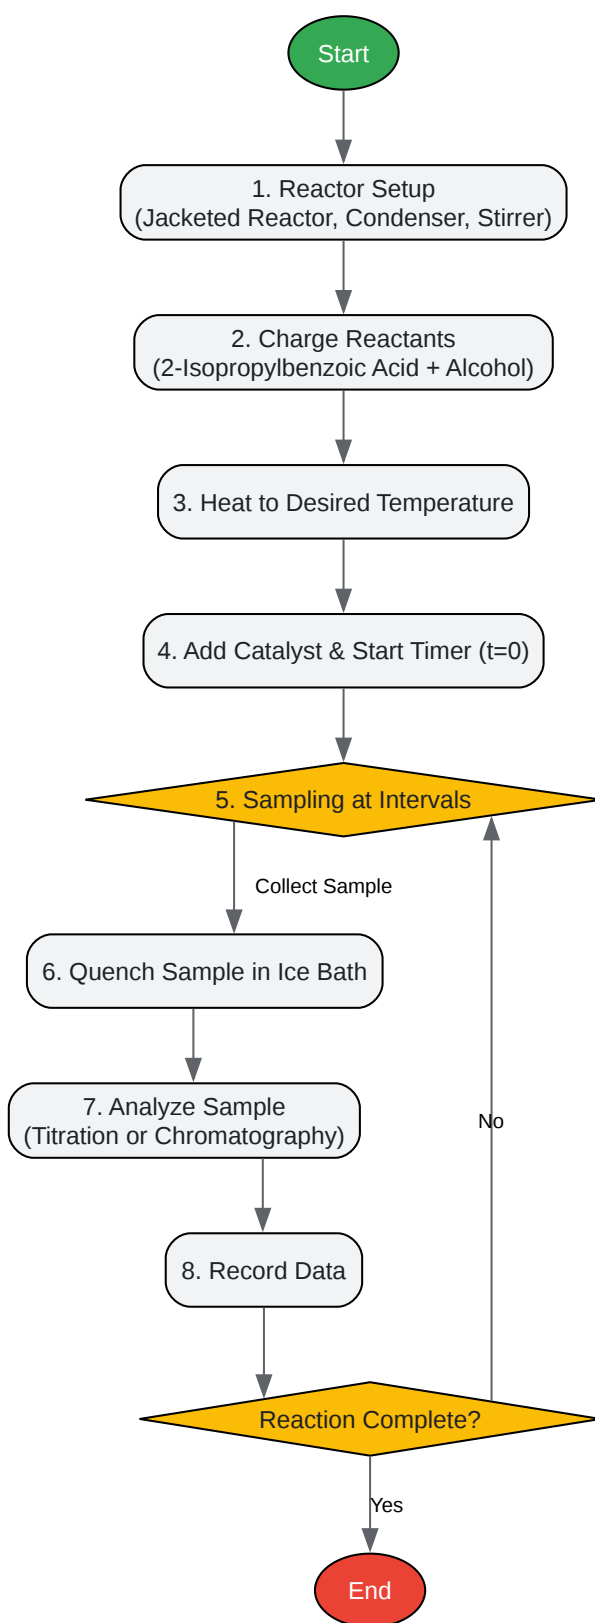 Start
1. Reactor Setup
(Jacketed Reactor, Condenser, Stirrer)
2. Charge Reactants
(2-Isopropylbenzoic Acid + Alcohol)
3. Heat to Desired Temperature
4. Add Catalyst & Start Timer (t=0)
5. Sampling at Intervals
Collect Sample
6. Quench Sample in Ice Bath
7. Analyze Sample
(Titration or Chromatography)
No
8. Record Data
Reaction Complete?
Yes
End